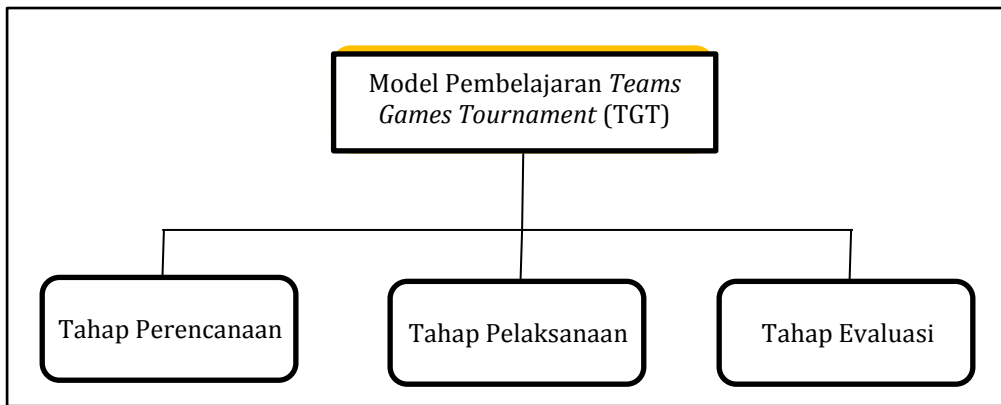 Model Pembelajaran Teams
Games Tournament (TGT)
Tahap Perencanaan
Tahap Pelaksanaan
Tahap Evaluasi